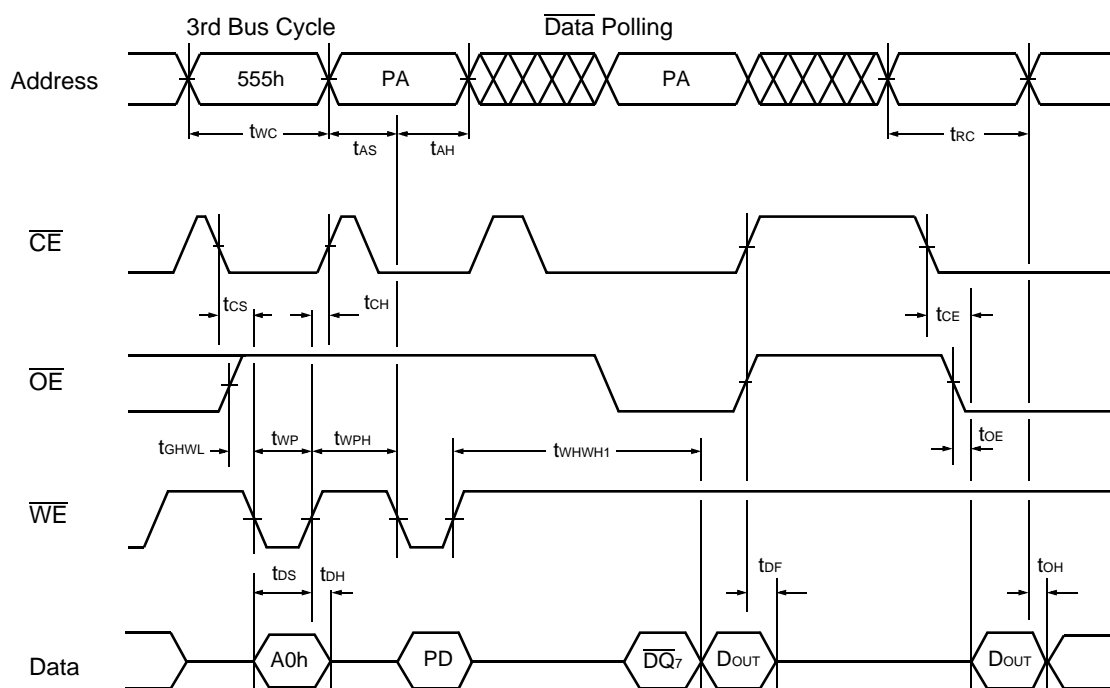 3rd Bus Cycle
Data Polling
Address
555h
PA
PA
tWC
tAS
tAH
tRC
CE
tCS
tCH
tCE
OE
tGHWL
tWP
tWPH
tWHWH1
tOE
WE
tDS
tDH
tDF
tOH
Data
A0h
PD
DQ7
DOUT
DOUT